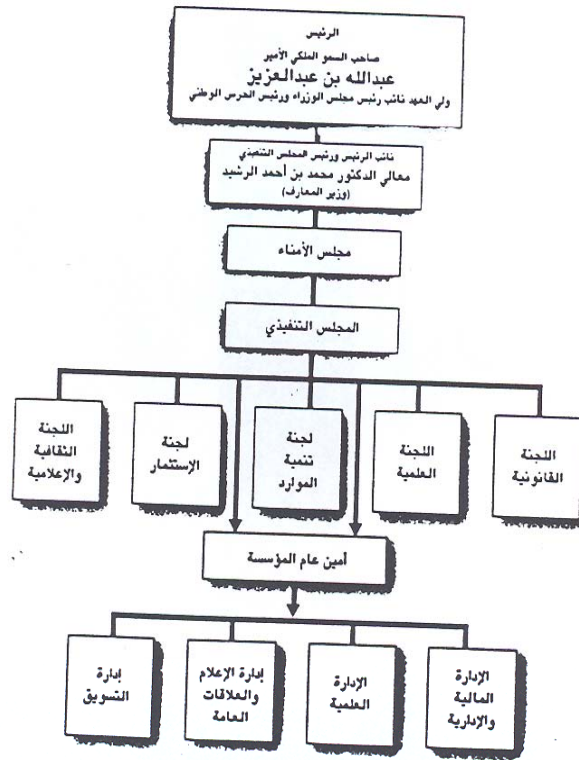 الرئيس
صاحب السمو الملكي الأمير
عبدالله بن عبدالعزيز
ولي العهد نائب رئيس مجلس الوزراء ورئيس الحرس الوطني
نائب الرئيس ورئيس المجلس التنفيذي
معالي الدكتور محمد بن أحمد الرشيد
(وزير المعارف)
مجلس الأمناء
المجلس التنفيذي
اللجنة
القانونية
اللجنة
العلمية
لجنة
تنمية
الموارد
لجنة
الإستثمار
اللجنة
الثقافية
والإعلامية
أمين عام المؤسسة
الإدارة
المالية
والإدارية
الإدارة
العلمية
إدارة الإعلام
والعلاقات
العامة
إدارة
التسويق